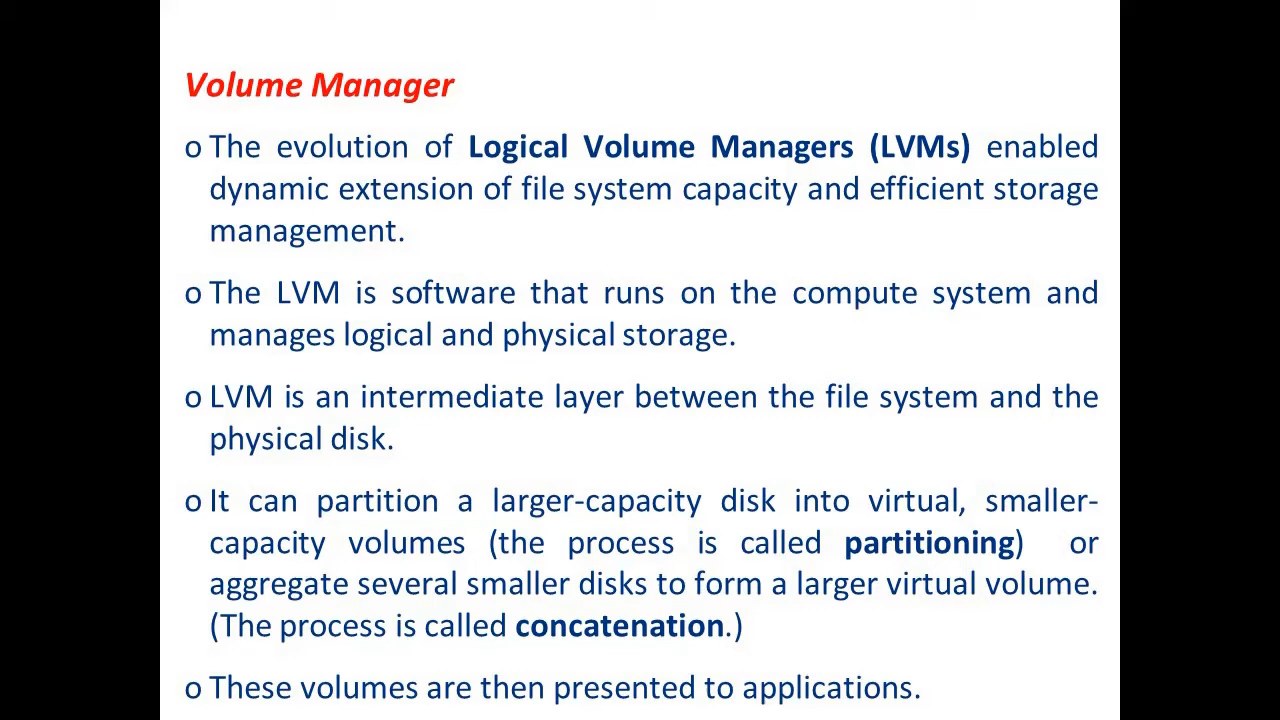 Volume Manager
o The evolution of Logical Volume Managers (LVMs) enabled
dynamic extension of file system capacity and efficient storage
management.
o The LVM is software that runs on the compute system and
manages logical and physical storage.
o LVM is an intermediate layer between the file system and the
physical disk.
o It can partition a larger-capacity disk into virtual, smaller-
capacity volumes (the process is called partitioning) or
aggregate several smaller disks to form a larger virtual volume.
(The process is called concatenation.)
o These volumes are then presented to applications.